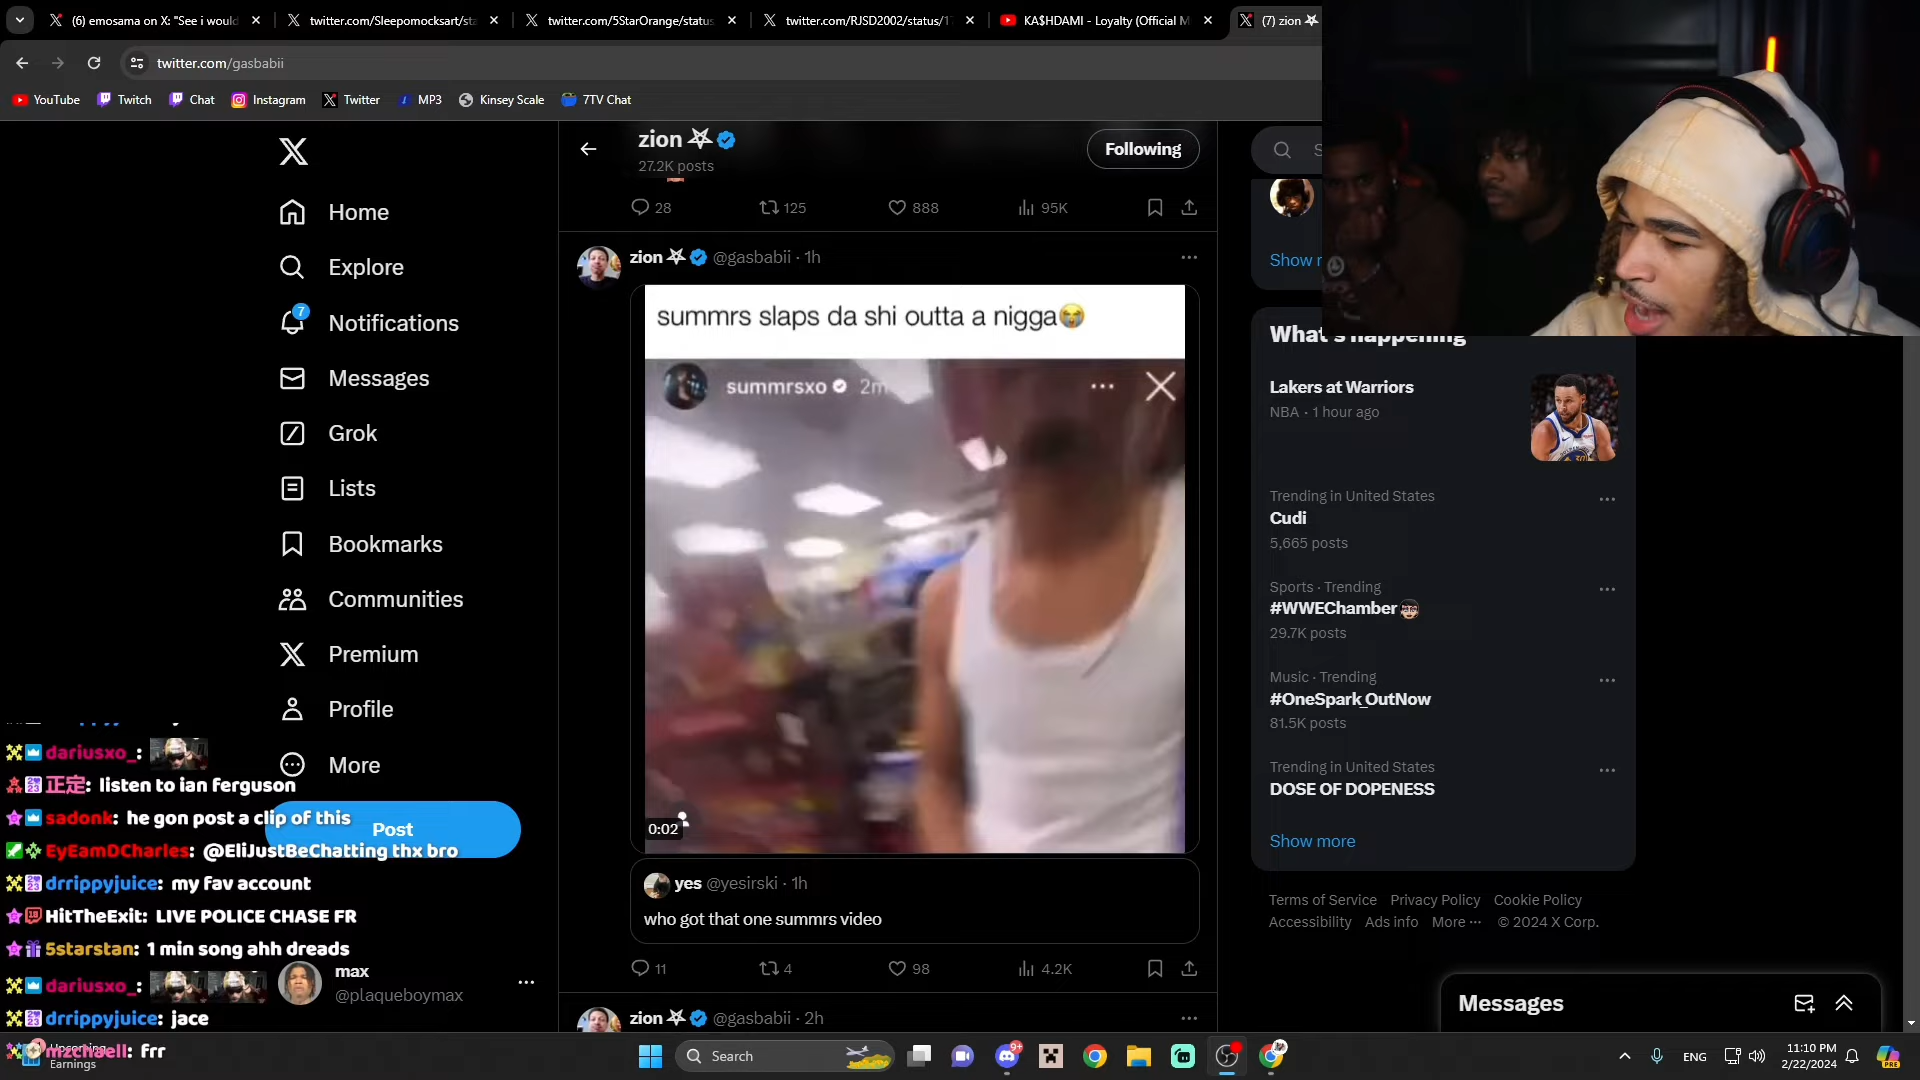 (6) emosama on X: "See i would
twitter.com/Sleepomocksart/sta
twitter.com/5StarOrange/status
twitter.com/RJSD2002/status/17
KA$HDAMI - Loyalty (Official M
(7) zion
twitter.com/gasbabii
YouTube
Twitch
Chat
Instagram
Twitter
MP3
Kinsey Scale
7TV Chat
zion
27.2K posts
Following
28
125
888
95K
Home
Explore
7
Notifications
Messages
Grok
Lists
Bookmarks
Communities
Premium
Profile
More
Post
max
@plaqueboymax
zion @gasbabii · 1h
summrs slaps da shi outta a nigga😭
summrsxo 2m
0:02
yes @yesirski · 1h
who got that one summrs video
11
4
98
4.2K
zion @gasbabii · 2h
Show
What's happening
Lakers at Warriors
NBA · 1 hour ago
Trending in United States
Cudi
5,665 posts
Sports · Trending
#WWEChamber
29.7K posts
Music · Trending
#OneSpark_OutNow
81.5K posts
Trending in United States
DOSE OF DOPENESS
Show more
Terms of Service Privacy Policy Cookie Policy
Accessibility Ads info More ··· © 2024 X Corp.
Messages
dariusxo_:
正定: listen to ian ferguson
sadonk: he gon post a clip of this
EyEamDCharles: @EliJustBeChatting thx bro
drrippyjuice: my fav account
HitTheExit: LIVE POLICE CHASE FR
5starstan: 1 min song ahh dreads
dariusxo_:
drrippyjuice: jace
mzchaell: frr
Upcoming
Earnings
Search
9+
ENG
11:10 PM
2/22/2024
PRE